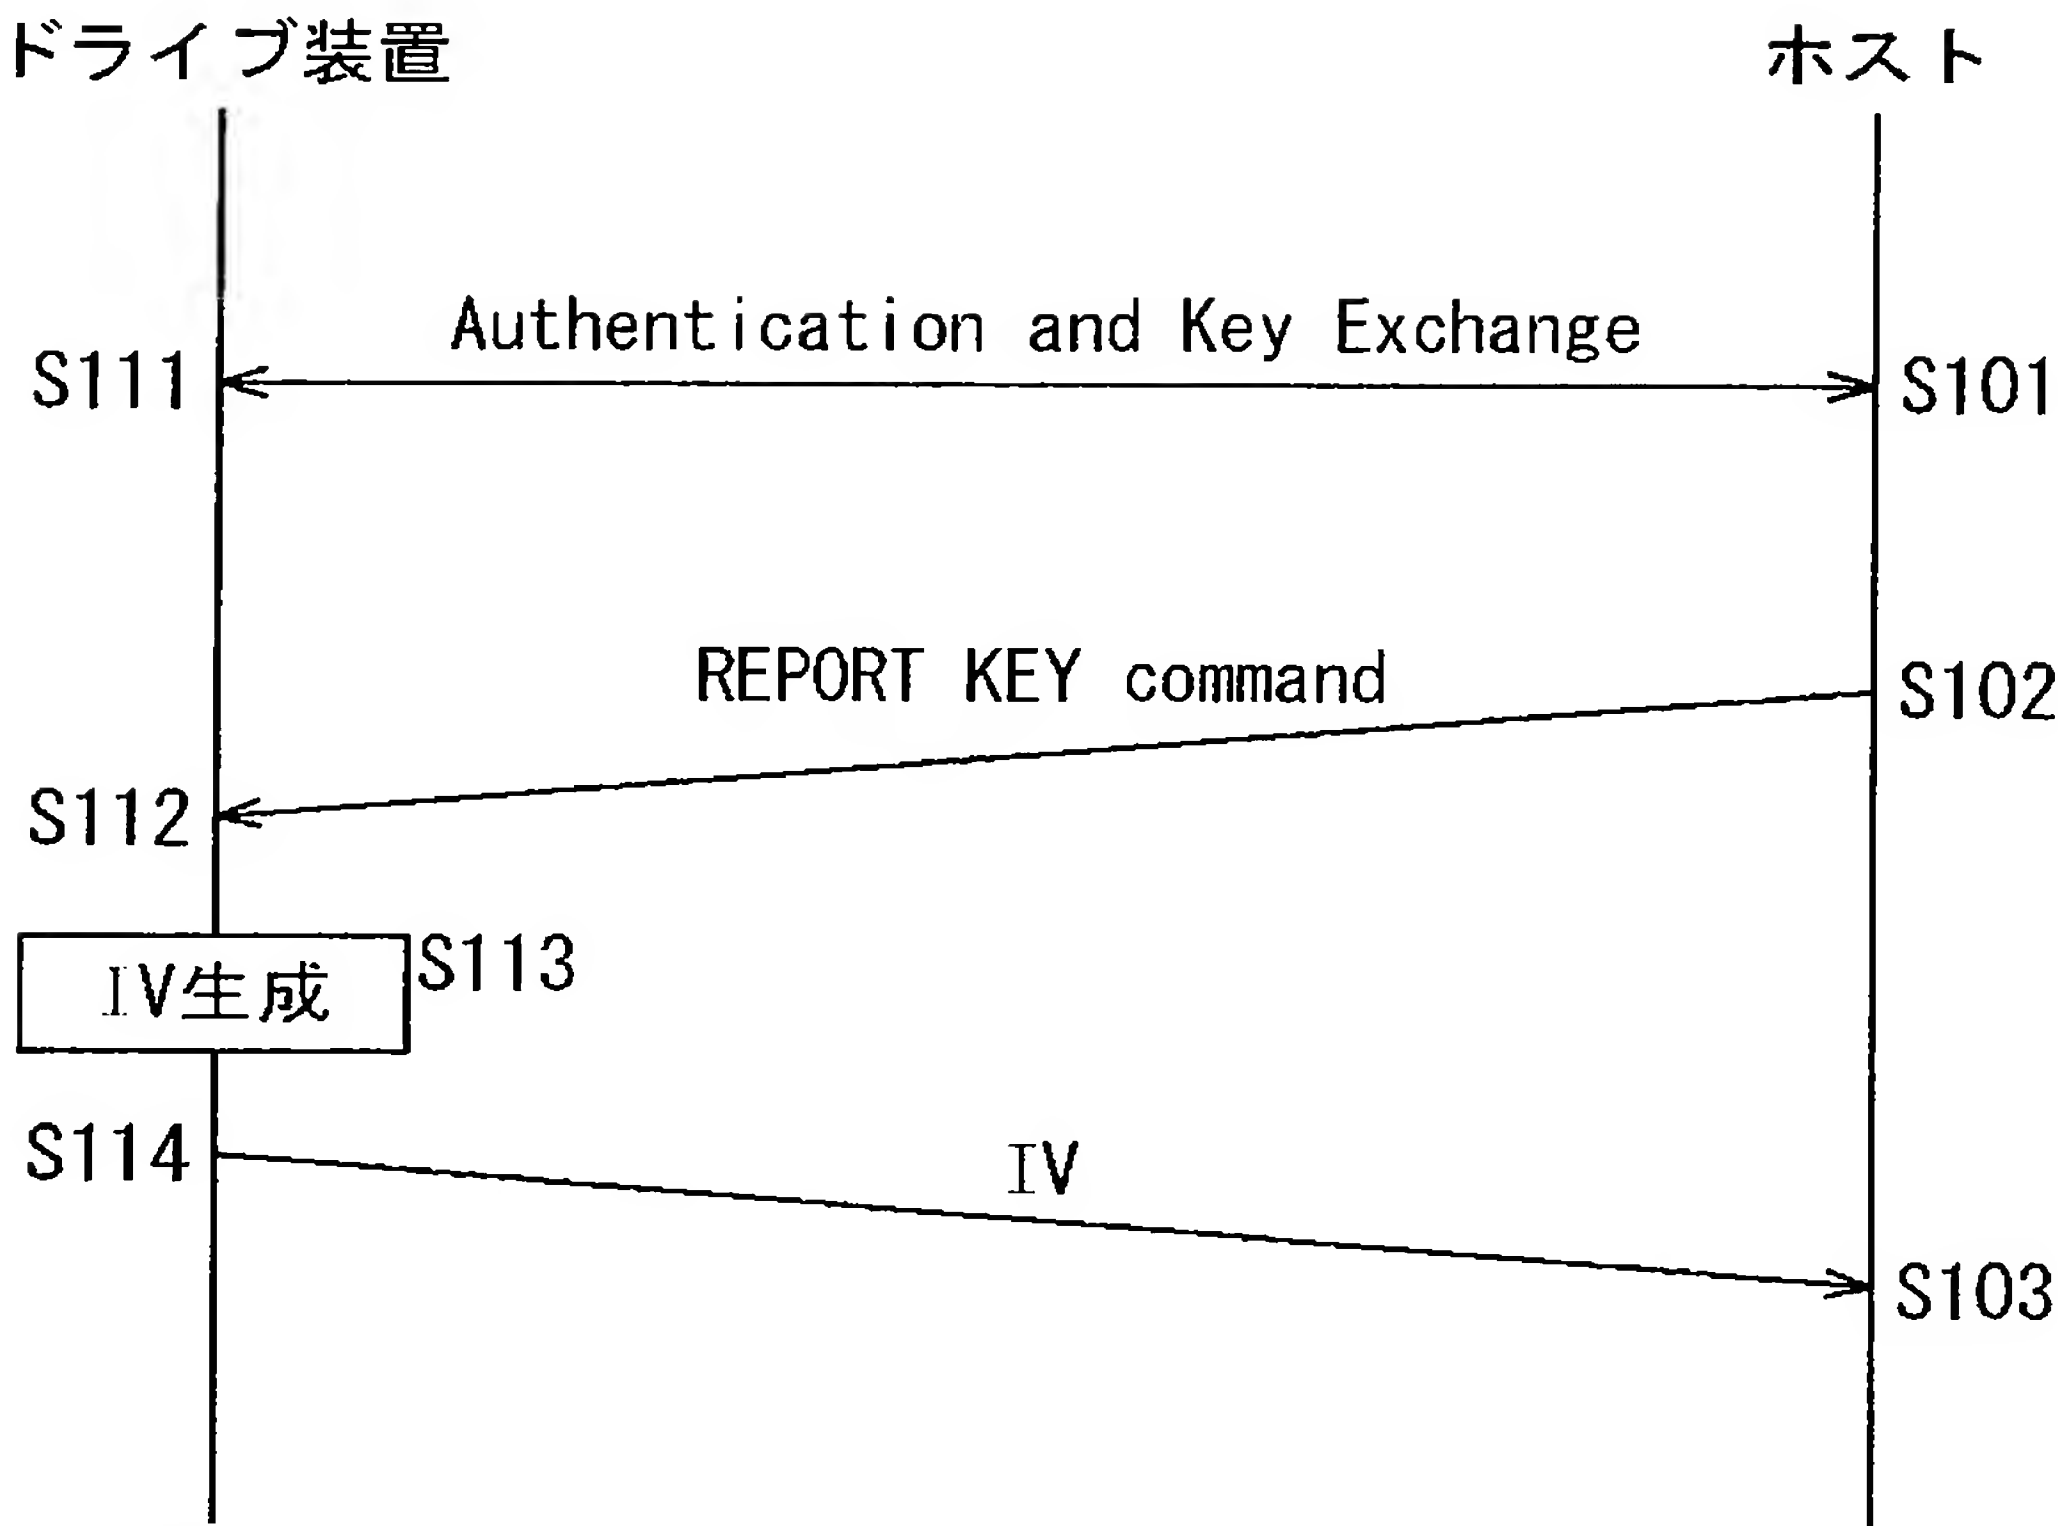 ドライブ装置
ホスト
Authentication and Key Exchange
S111
S101
REPORT KEY command
S102
S112
IV生成
S113
S114
IV
S103